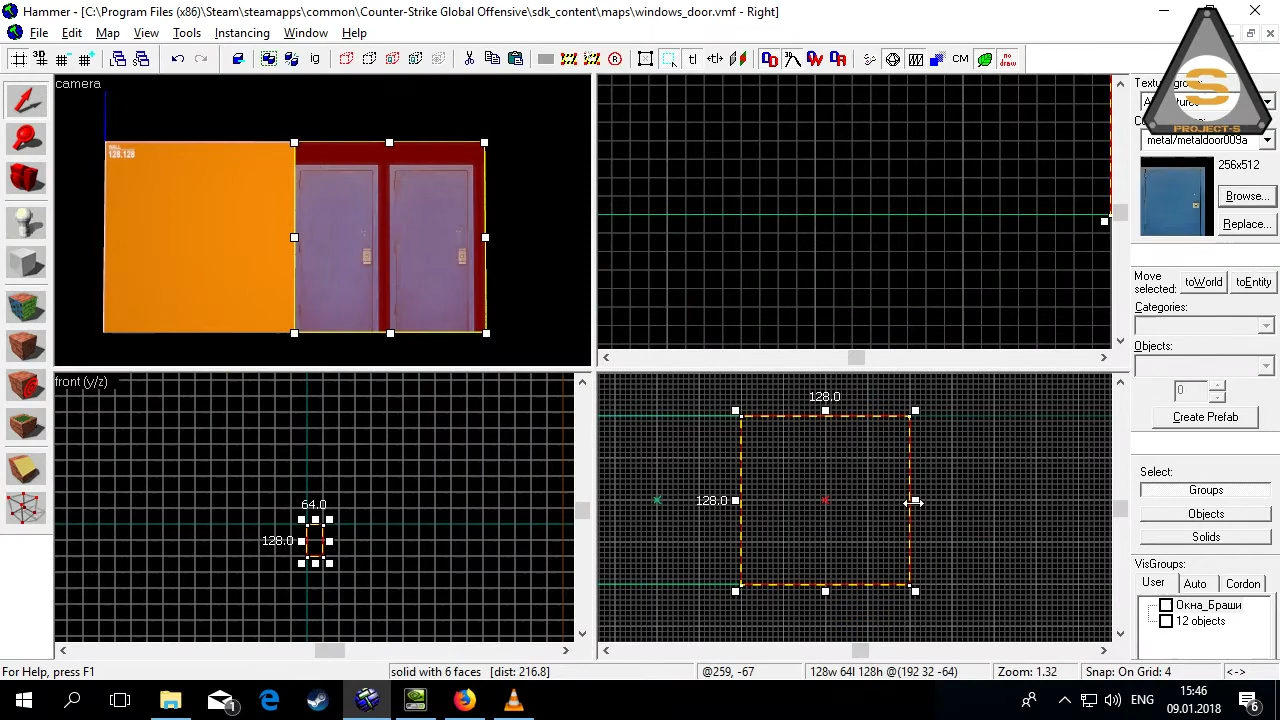 Hammer - [C:\Program Files (x86)\Steam\steamapps\common\Counter-Strike Global Offensive\sdk_content\maps\windows_door.vmf - Right]
File Edit Map View Tools Instancing Window Help
camera
WALL
128.128
front (y/z)
64.0
128.0
128.0
128.0
PROJECT-S
metal/metaldoor009a
256x512
Browse...
Replace...
Move selected:
toWorld
toEntity
Categories:
Objects:
0
Create Prefab
Select:
Groups
Objects
Solids
VisGroups:
User Auto Cordon
Окна_Браши
12 objects
For Help, press F1
solid with 6 faces [dist: 216.8]
@259, -67
128w 64l 128h @(192 32 -64)
Zoom: 1.32
Snap: On Grid: 4
<->
ENG
15:46
09.01.2018